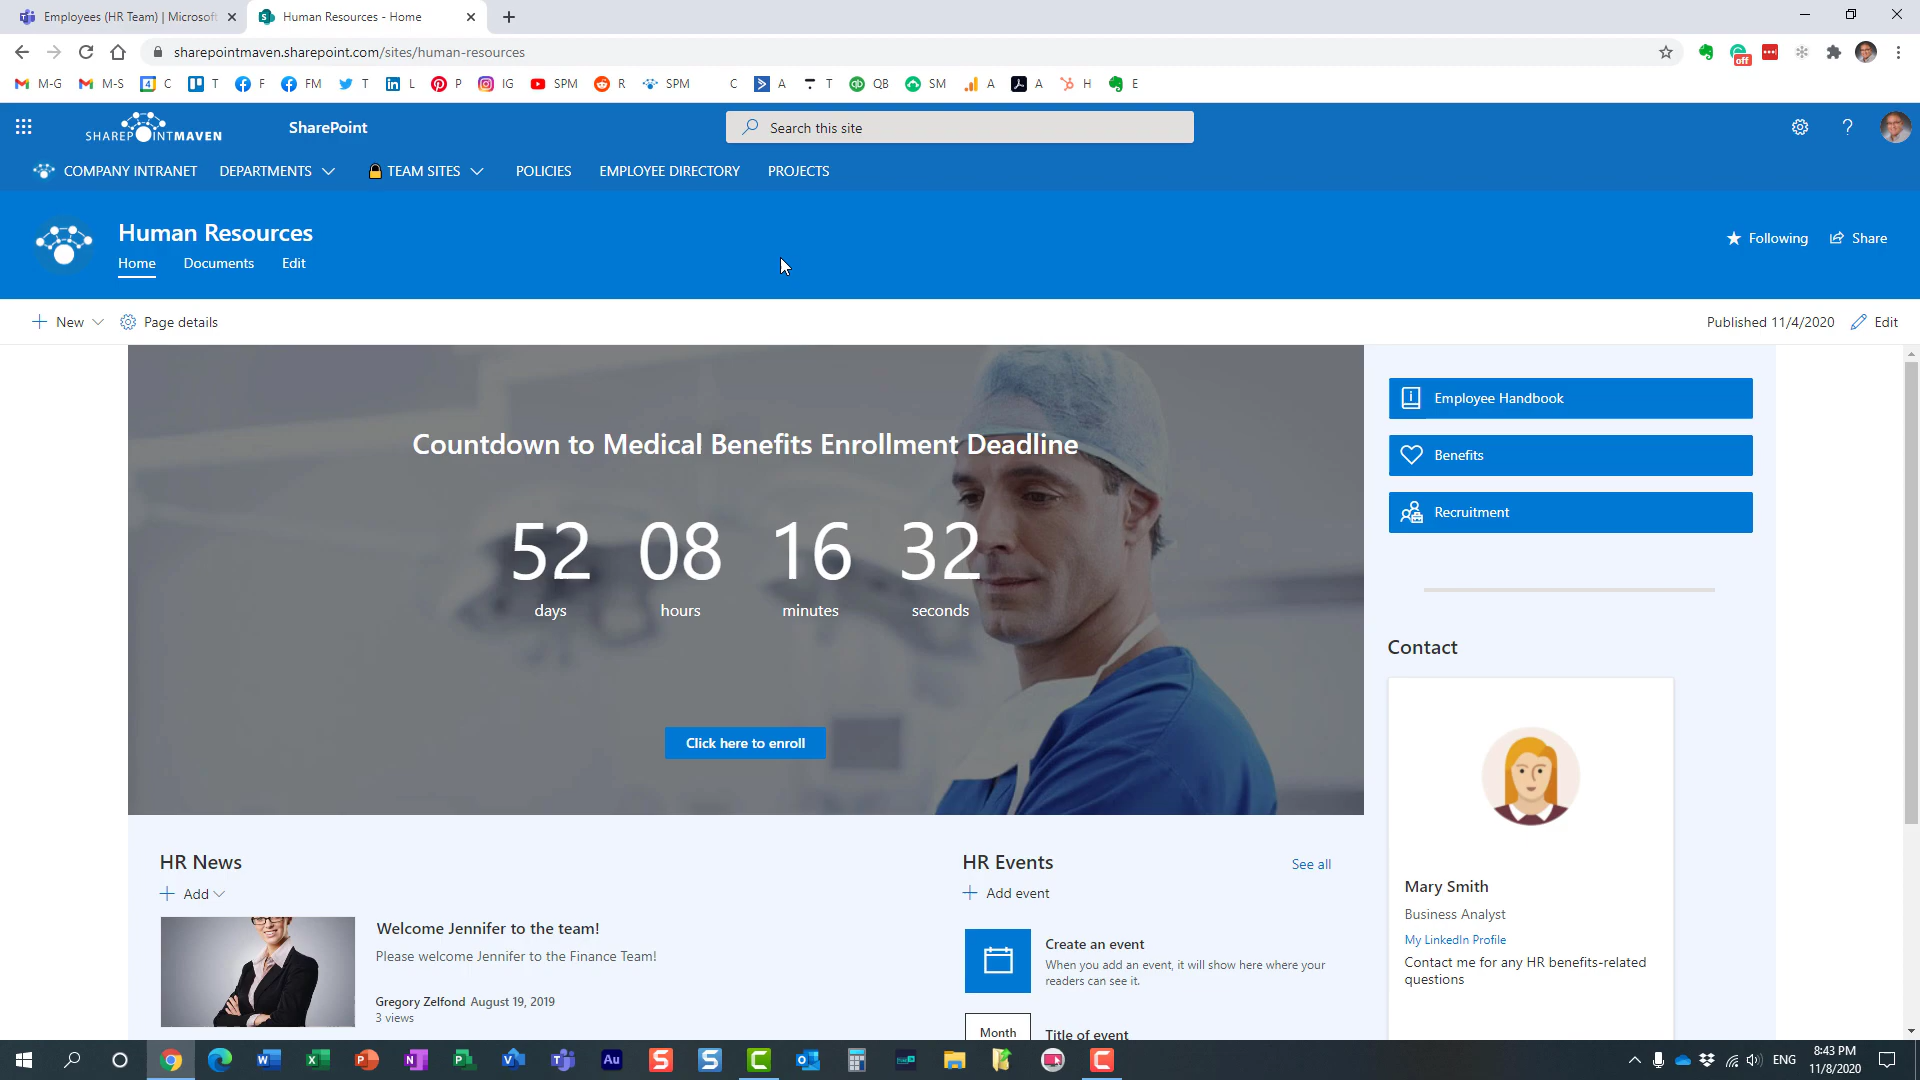 Employees (HR Team) | Microsoft
Human Resources - Home
sharepointmaven.sharepoint.com/sites/human-resources
off
M-G
M-S
4
C
T
F
FM
T
L
P
IG
SPM
R
SPM
C
A
T
QB
SM
A
A
H
E
SHAREPOINTMAVEN
SharePoint
Search this site
COMPANY INTRANET
DEPARTMENTS
TEAM SITES
POLICIES
EMPLOYEE DIRECTORY
PROJECTS
Human Resources
Home
Documents
Edit
Following
Share
New
Page details
Published 11/4/2020
Edit
Countdown to Medical Benefits Enrollment Deadline
52 08 16 32
days hours minutes seconds
Click here to enroll
Employee Handbook
Benefits
Recruitment
Contact
Mary Smith
Business Analyst
My LinkedIn Profile
Contact me for any HR benefits-related
questions
HR News
Add
Welcome Jennifer to the team!
Please welcome Jennifer to the Finance Team!
Gregory Zelfond August 19, 2019
3 views
HR Events
See all
Add event
Create an event
When you add an event, it will show here where your
readers can see it.
Month
Title of event
Au
ENG
8:43 PM
11/8/2020